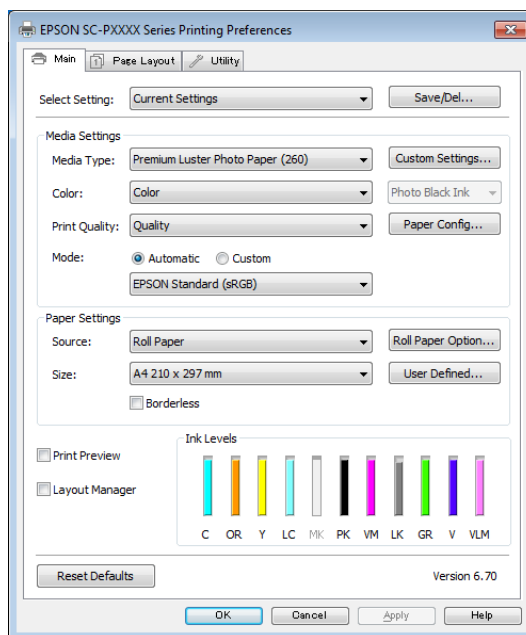 EPSON SC-PXXXX Series Printing Preferences
Main Page Layout Utility
Select Setting: Current Settings Save/Del...
Media Settings
Media Type: Premium Luster Photo Paper (260) Custom Settings...
Color: Color Photo Black Ink
Print Quality: Quality Paper Config...
Mode: Automatic Custom
EPSON Standard (sRGB)
Paper Settings
Source: Roll Paper Roll Paper Option...
Size: A4 210 x 297 mm User Defined...
Borderless
Ink Levels
Print Preview
Layout Manager
C OR Y LC MK PK VM LK GR V VLM
Reset Defaults Version 6.70
OK Cancel Apply Help